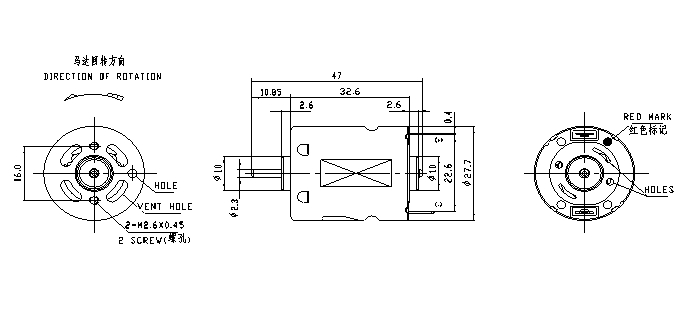 马达回转方向
DIRECTION OF ROTATION
16.0
HOLE
VENT HOLE
2-M2.6X0.45
2 SCREW(螺孔)
47
10.85
32.6
2.6
2.6
0.4
ϕ10
ϕ2.3
ϕ10
22.6
ϕ27.7
RED MARK
红色标记
HOLES